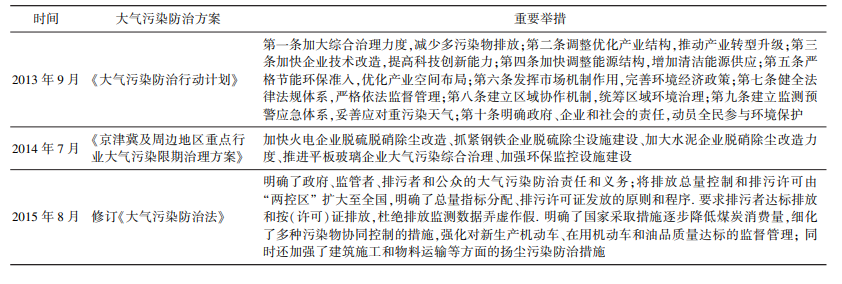 时间 大气污染防治方案 重要举措
第一条加大综合治理力度,减少多污染物排放;第二条调整优化产业结构,推动产业转型升级;第三
条加快企业技术改造,提高科技创新能力;第四条加快调整能源结构,增加清洁能源供应;第五条严
2013 年 9 月 《大气污染防治行动计划》 格节能环保准入,优化产业空间布局;第六条发挥市场机制作用,完善环境经济政策;第七条健全法
律法规体系,严格依法监督管理;第八条建立区域协作机制,统筹区域环境治理;第九条建立监测预
警应急体系,妥善应对重污染天气;第十条明确政府、企业和社会的责任,动员全民参与环境保护
2014 年 7 月 《京津冀及周边地区重点行 加快火电企业脱硫脱硝除尘改造、抓紧钢铁企业脱硫除尘设施建设、加大水泥企业脱硝除尘改造力
业大气污染限期治理方案》 度、推进平板玻璃企业大气污染综合治理、加强环保监控设施建设
明确了政府、监管者、排污者和公众的大气污染防治责任和义务;将排放总量控制和排污许可由
“两控区”扩大至全国,明确了总量指标分配、排污许可证发放的原则和程序. 要求排污者达标排放
2015 年 8 月 修订《大气污染防治法》 和按(许可)证排放,杜绝排放监测数据弄虚作假. 明确了国家采取措施逐步降低煤炭消费量,细化
了多种污染物协同控制的措施,强化对新生产机动车、在用机动车和油品质量达标的监督管理; 同
时还加强了建筑施工和物料运输等方面的扬尘污染防治措施